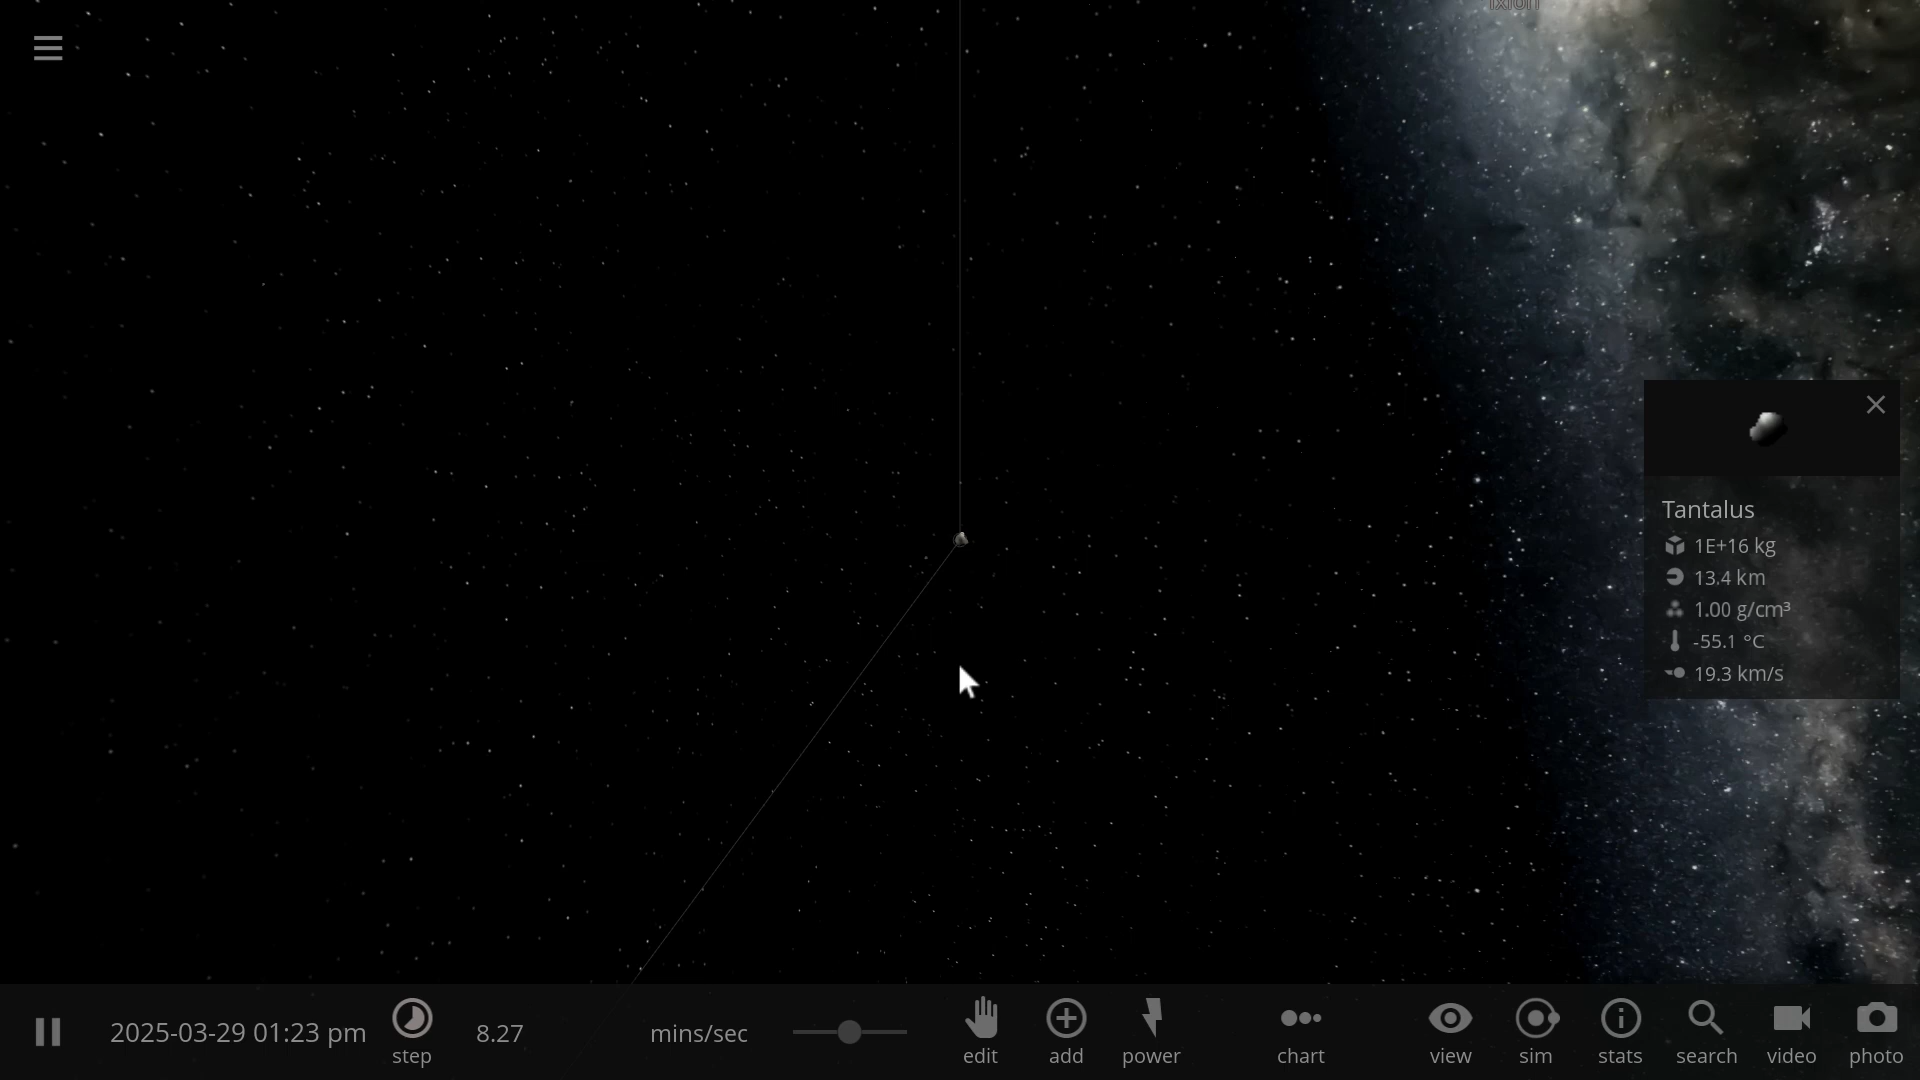 Ixion
Tantalus
1E+16 kg
13.4 km
1.00 g/cm³
-55.1 °C
19.3 km/s
2025-03-29 01:23 pm
step
8.27
mins/sec
edit
add
power
chart
view
sim
stats
search
video
photo